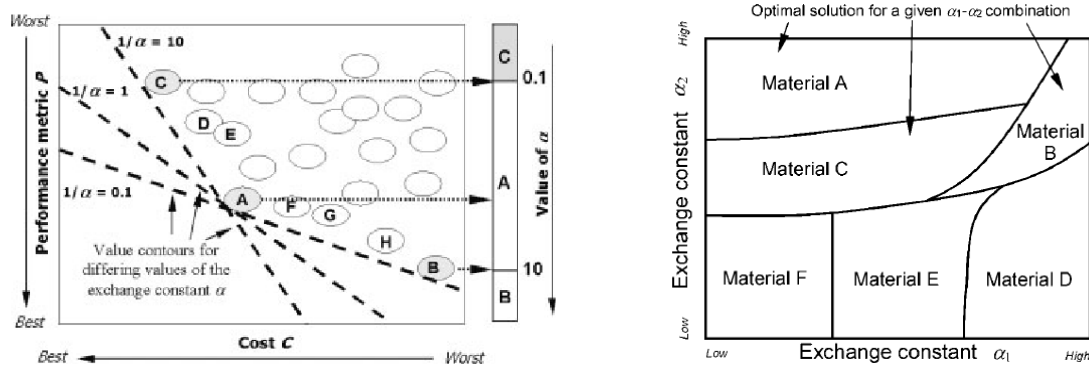 Worst
Performance metric P
Best
1/α = 10
1/α = 1
1/α = 0.1
C
D
E
A
F
G
H
B
Value contours for
differing values of the
exchange constant α
Best
Cost C
Worst
C
0.1
A
10
B
Value of α
Optimal solution for a given α₁-α₂ combination
High
Exchange constant α₂
Low
Material A
Material C
Material
B
Material F
Material E
Material D
Low
Exchange constant α₁
High